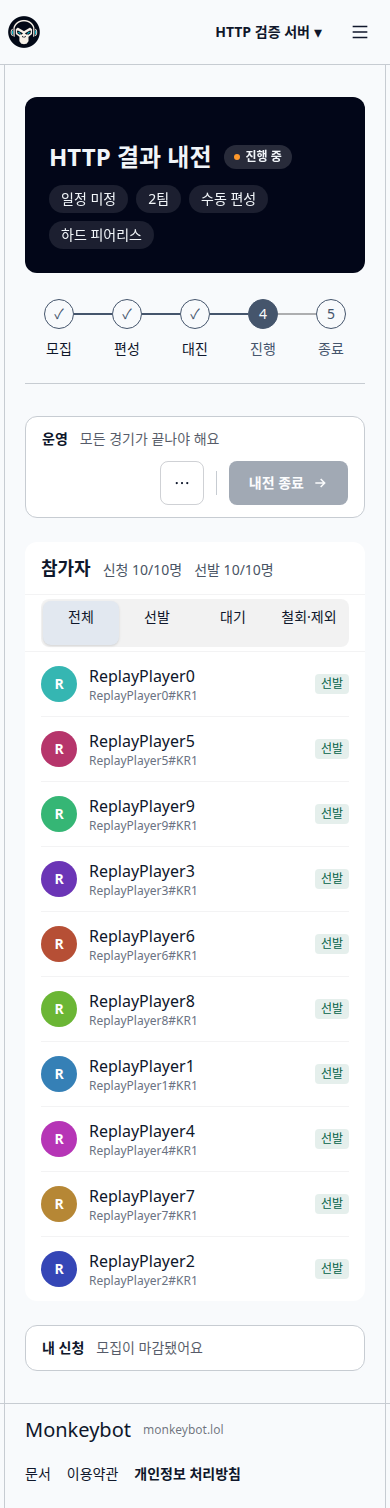 HTTP 검증 서버 ▾
HTTP 결과 내전 진행 중
일정 미정 2팀 수동 편성
하드 피어리스
✓ ✓ ✓ 4 5
모집 편성 대진 진행 종료
운영 모든 경기가 끝나야 해요
··· 내전 종료 →
참가자 신청 10/10명 선발 10/10명
전체 선발 대기 철회·제외
R ReplayPlayer0 선발
ReplayPlayer0#KR1
R ReplayPlayer5 선발
ReplayPlayer5#KR1
R ReplayPlayer9 선발
ReplayPlayer9#KR1
R ReplayPlayer3 선발
ReplayPlayer3#KR1
R ReplayPlayer6 선발
ReplayPlayer6#KR1
R ReplayPlayer8 선발
ReplayPlayer8#KR1
R ReplayPlayer1 선발
ReplayPlayer1#KR1
R ReplayPlayer4 선발
ReplayPlayer4#KR1
R ReplayPlayer7 선발
ReplayPlayer7#KR1
R ReplayPlayer2 선발
ReplayPlayer2#KR1
내 신청 모집이 마감됐어요
Monkeybot monkeybot.lol
문서 이용약관 개인정보 처리방침